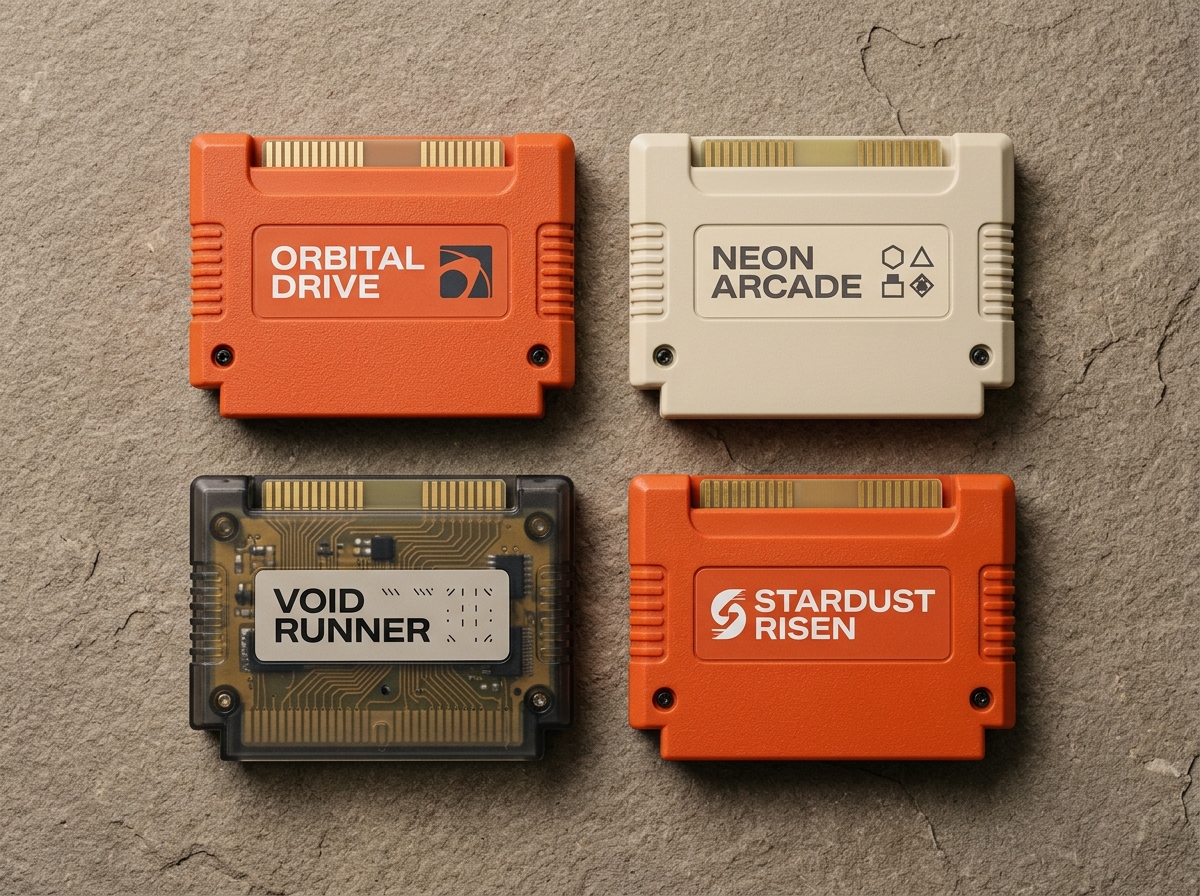 ORBITAL
DRIVE
NEON
ARCADE
VOID
RUNNER
STARDUST
RISEN